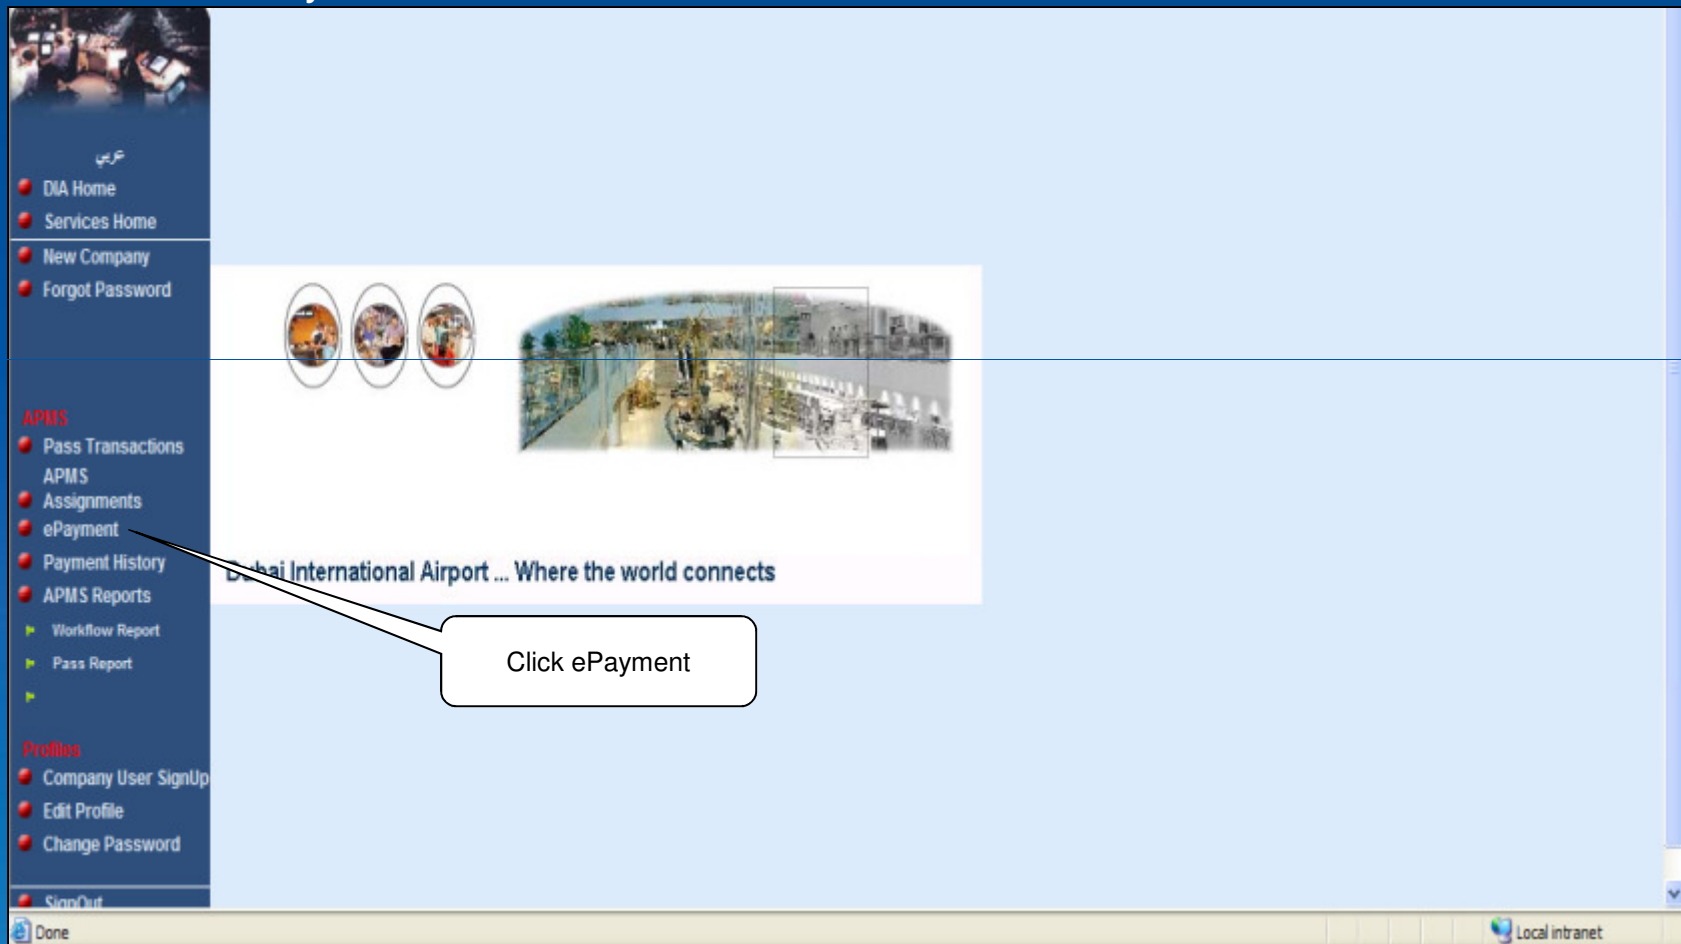 عربي
DIA Home
Services Home
New Company
Forgot Password
APMS
Pass Transactions
APMS
Assignments
ePayment
Payment History
APMS Reports
Workflow Report
Pass Report
Profiles
Company User SignUp
Edit Profile
Change Password
SignOut
Dubai International Airport ... Where the world connects
Click ePayment
Done
Local intranet